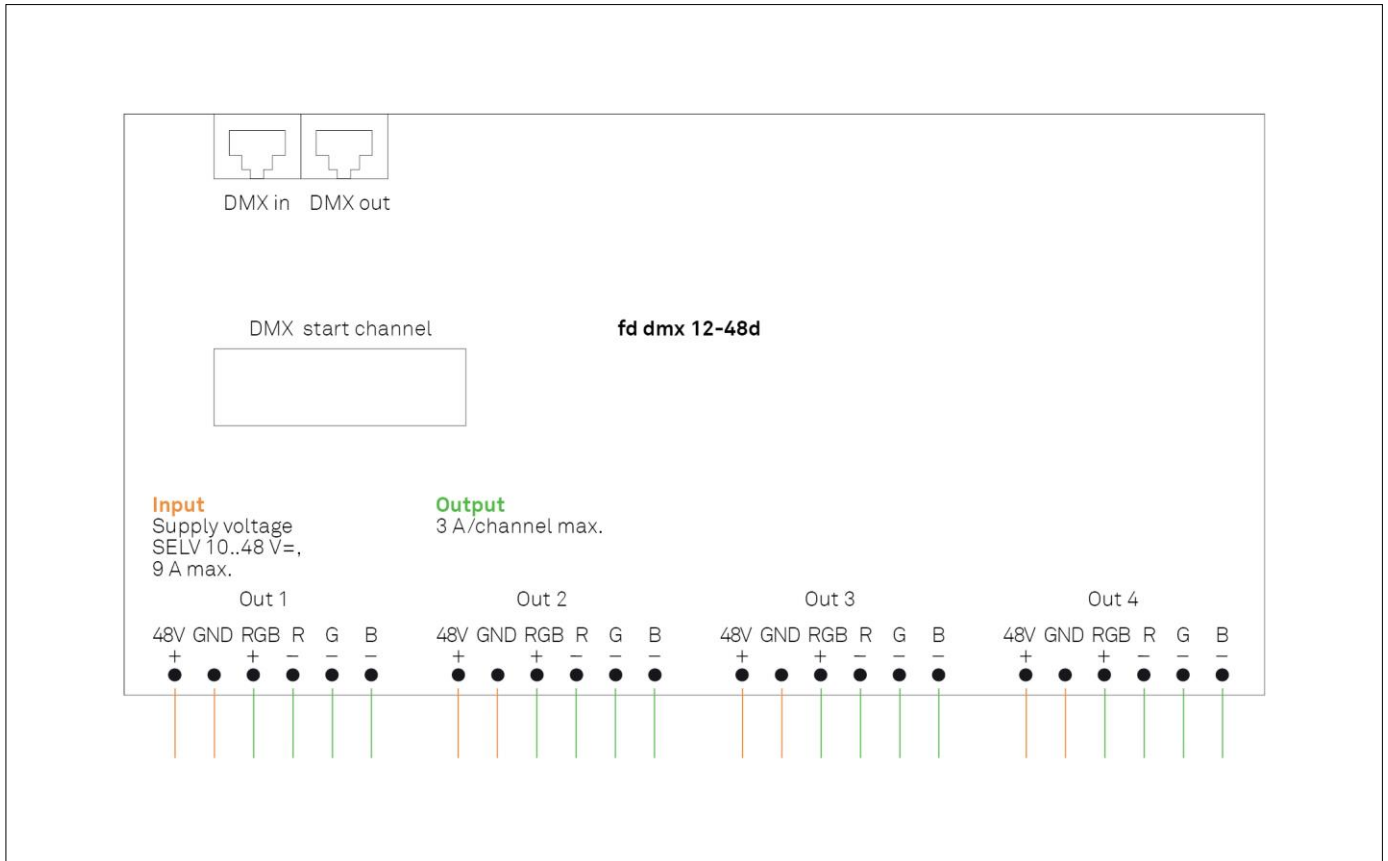 DMX in DMX out
DMX start channel
fd dmx 12-48d
Input
Supply voltage
SELV 10..48 V=,
9 A max.
Output
3 A/channel max.
Out 1 Out 2 Out 3 Out 4
48V GND RGB R G B 48V GND RGB R G B 48V GND RGB R G B 48V GND RGB R G B
+ + − − − + + − − − + + − − − + + − − −